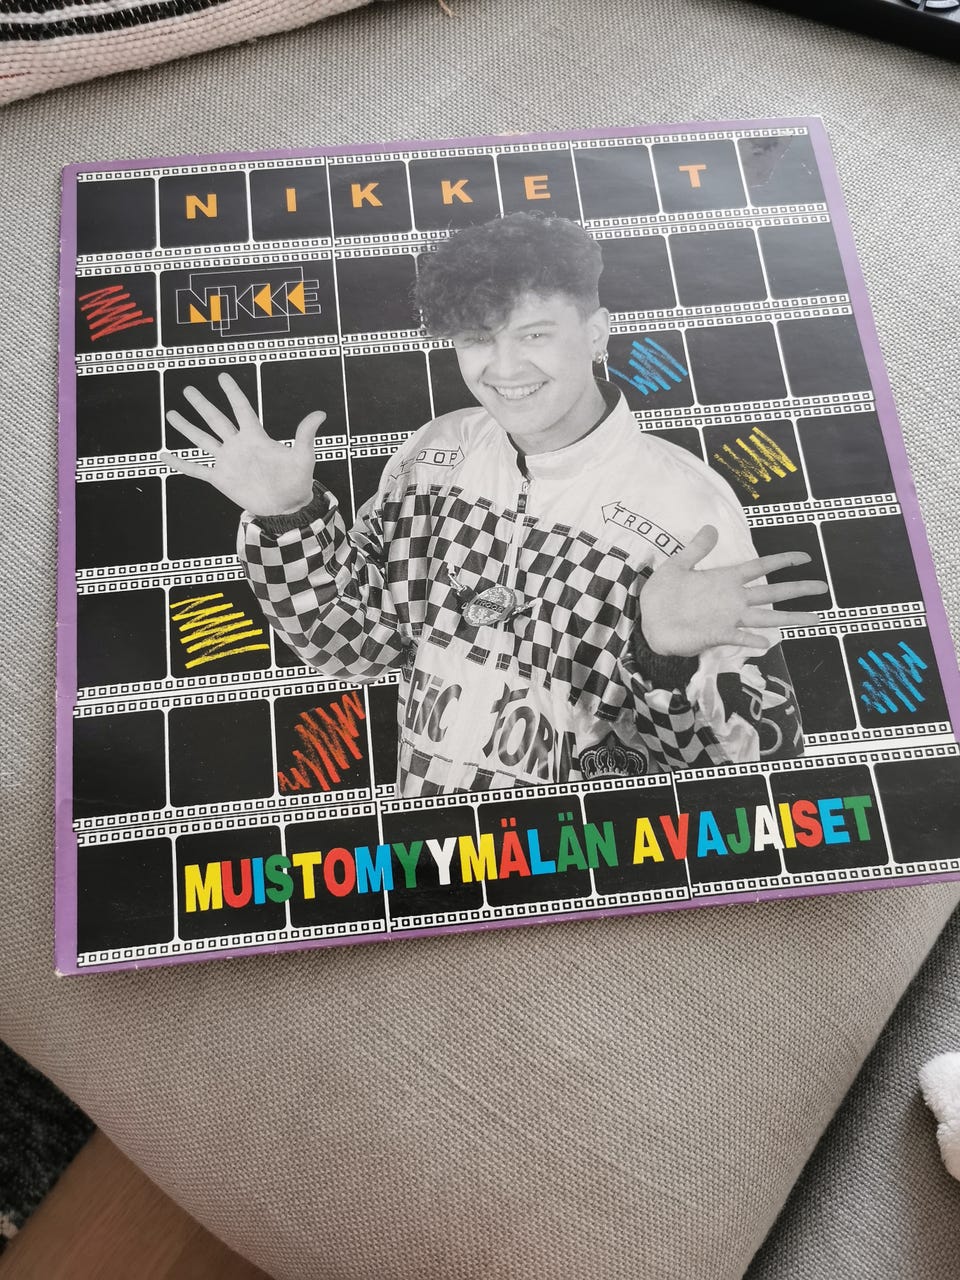 NIKKE T
NIKKE
TROOP
TROOP
MUISTOMYYMÄLÄN AVAJAISET